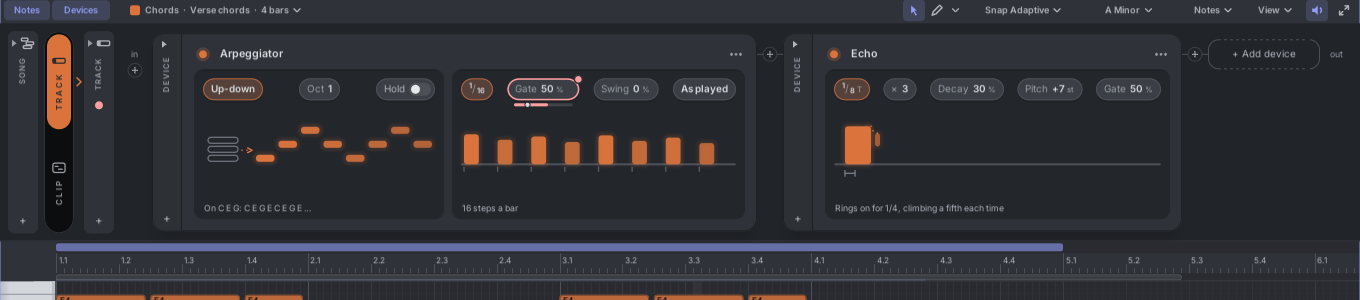 Notes Devices Chords · Verse chords · 4 bars Snap Adaptive A Minor Notes View
SONG
TRACK
CLIP
TRACK
in
DEVICE
Arpeggiator
Up-down Oct 1 Hold
On C E G: C E G E C E G E ...
1/16 Gate 50 % Swing 0 % As played
16 steps a bar
DEVICE
Echo
1/8 T × 3 Decay 30 % Pitch +7 st Gate 50 %
Rings on for 1/4, climbing a fifth each time
+ Add device out
1.1 1.2 1.3 1.4 2.1 2.2 2.3 2.4 3.1 3.2 3.3 3.4 4.1 4.2 4.3 4.4 5.1 5.2 5.3 5.4 6.1